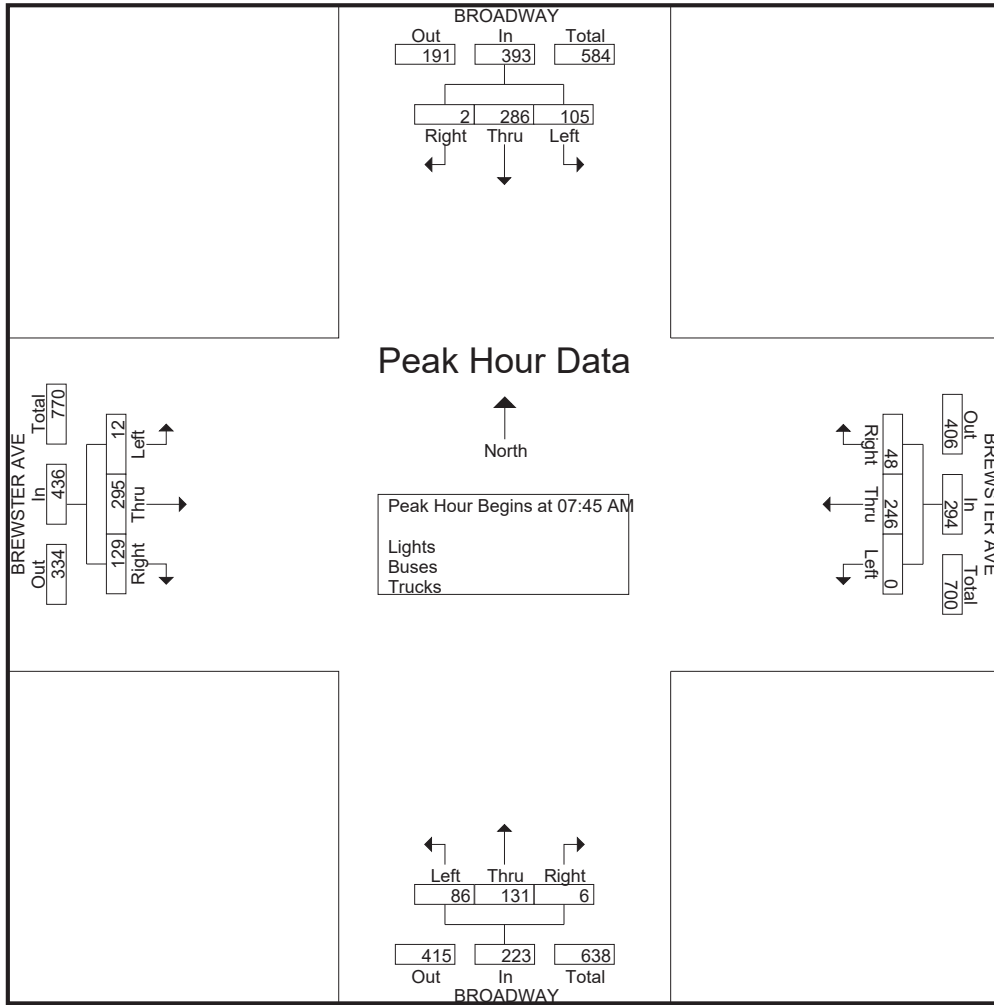 BROADWAY
Out In Total
191 393 584
2 286 105
Right Thru Left
Peak Hour Data
North
Peak Hour Begins at 07:45 AM
Lights
Buses
Trucks
BREWSTER AVE
Total In Out
770 436 334
12 295 129
Left Thru Right
BREWSTER AVE
Out In Total
406 294 700
48 246 0
Right Thru Left
Left Thru Right
86 131 6
415 223 638
Out In Total
BROADWAY